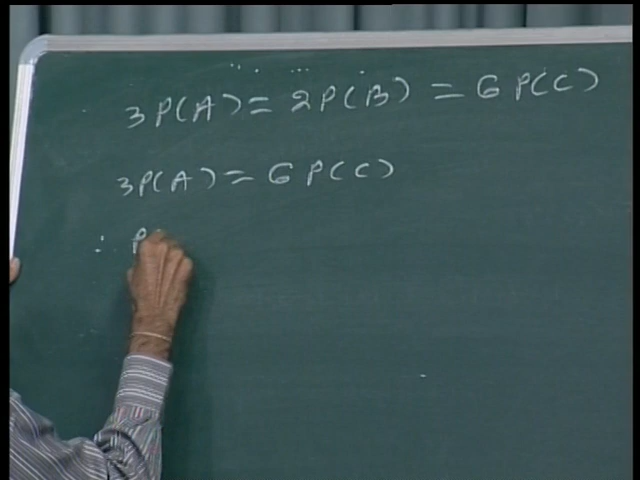 3P(A) = 2P(B) = 6P(C)
3P(A) = 6P(C)
∴ P